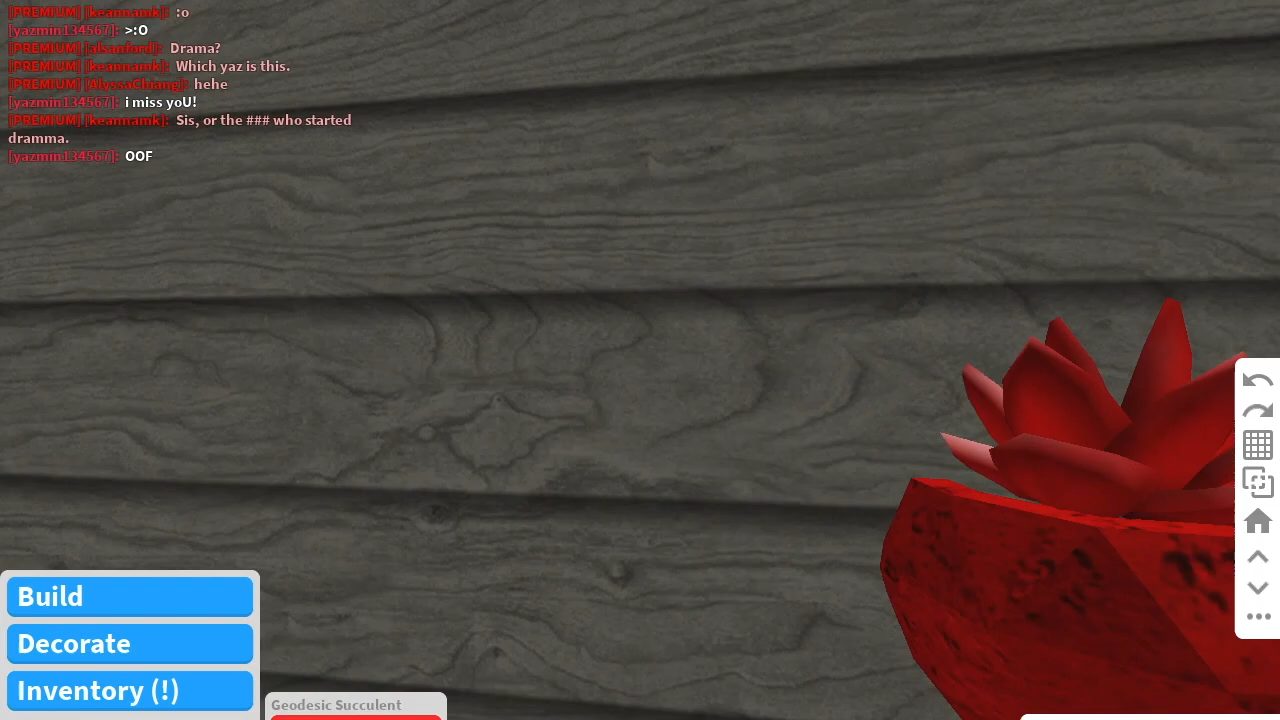 [PREMIUM] [keannamk]: :o
[yazmin134567]: >:O
[PREMIUM] [alsanford]: Drama?
[PREMIUM] [keannamk]: Which yaz is this.
[PREMIUM] [AlyssaChiang]: hehe
[yazmin134567]: i miss yoU!
[PREMIUM] [keannamk]: Sis, or the ### who started
dramma.
[yazmin134567]: OOF
Build
Decorate
Inventory (!)
Geodesic Succulent